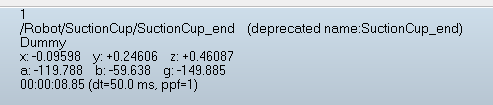 1
/Robot/SuctionCup/SuctionCup_end (deprecated name:SuctionCup_end)
Dummy
x: -0.09598 y: +0.24606 z: +0.46087
a: -119.788 b: -59.638 g: -149.885
00:00:08.85 (dt=50.0 ms, ppf=1)